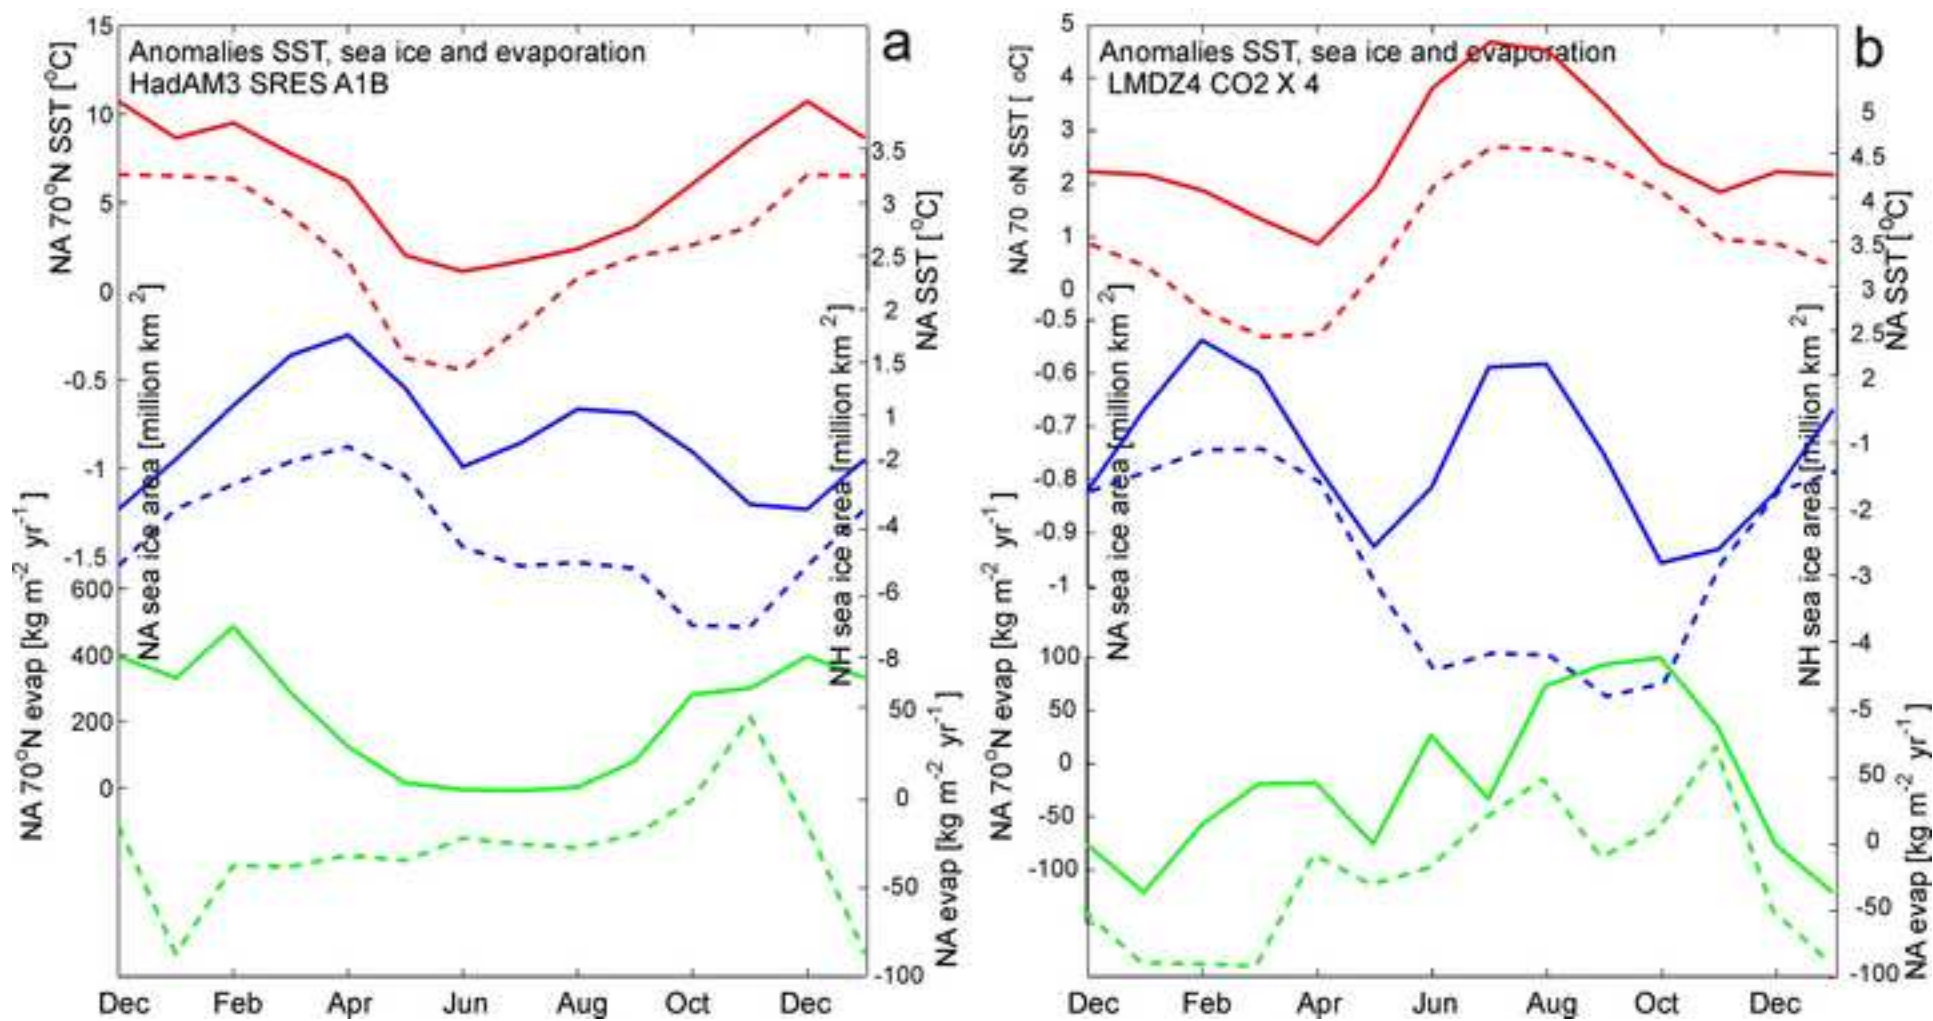 Anomalies SST, sea ice and evaporation
HadAM3 SRES A1B
a
NA 70°N SST [°C]
15
10
5
0
NA sea ice area [million km²]
-0.5
-1
-1.5
NA 70°N evap [kg m⁻² yr⁻¹]
600
400
200
0
NA SST [°C]
3.5
3
2.5
2
1.5
1
NH sea ice area [million km²]
-2
-4
-6
-8
NA evap [kg m⁻² yr⁻¹]
50
0
-50
-100
Dec Feb Apr Jun Aug Oct Dec
Anomalies SST, sea ice and evaporation
LMDZ4 CO2 X 4
b
NA 70 oN SST [ oC]
5
4
3
2
1
0
NA sea ice area [million km²]
-0.5
-0.6
-0.7
-0.8
-0.9
-1
NA 70°N evap [kg m⁻² yr⁻¹]
100
50
0
-50
-100
NA SST [°C]
5
4.5
4
3.5
3
2.5
2
NH sea ice area [million km²]
-1
-2
-3
-4
-5
NA evap [kg m⁻² yr⁻¹]
50
0
-50
-100
Dec Feb Apr Jun Aug Oct Dec